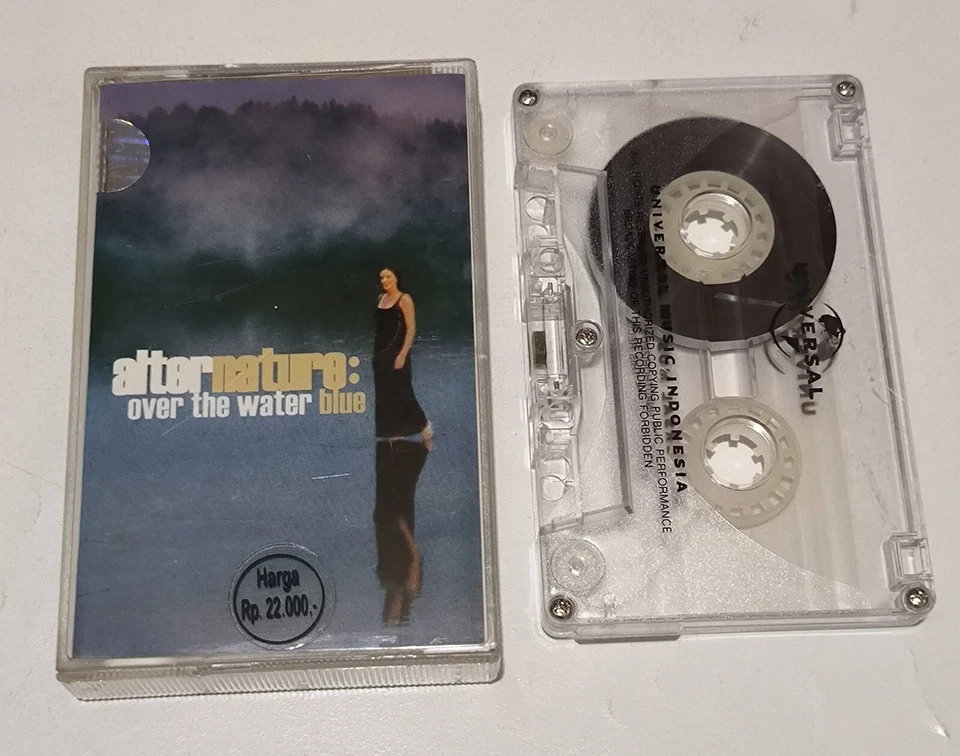 alternature:
over the water blue
Harga
Rp. 22.000,-
UNIVERSAL
UNIVERSAL MUSIC INDONESIA
UNAUTHORIZED COPYING PUBLIC PERFORMANCE
OF THIS RECORDING FORBIDDEN